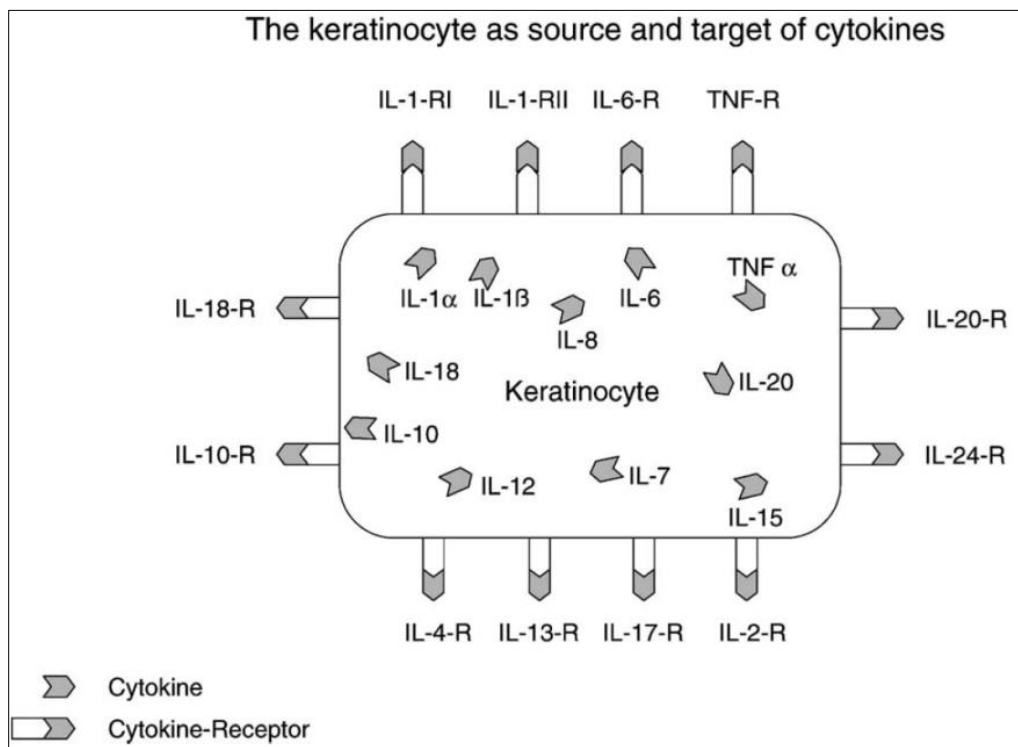 The keratinocyte as source and target of cytokines
IL-1-RI IL-1-RII IL-6-R TNF-R
TNF α
IL-1α IL-1ß IL-6
IL-18-R IL-20-R
IL-8
IL-18 IL-20
Keratinocyte
IL-10
IL-10-R IL-24-R
IL-12 IL-7
IL-15
IL-4-R IL-13-R IL-17-R IL-2-R
Cytokine
Cytokine-Receptor